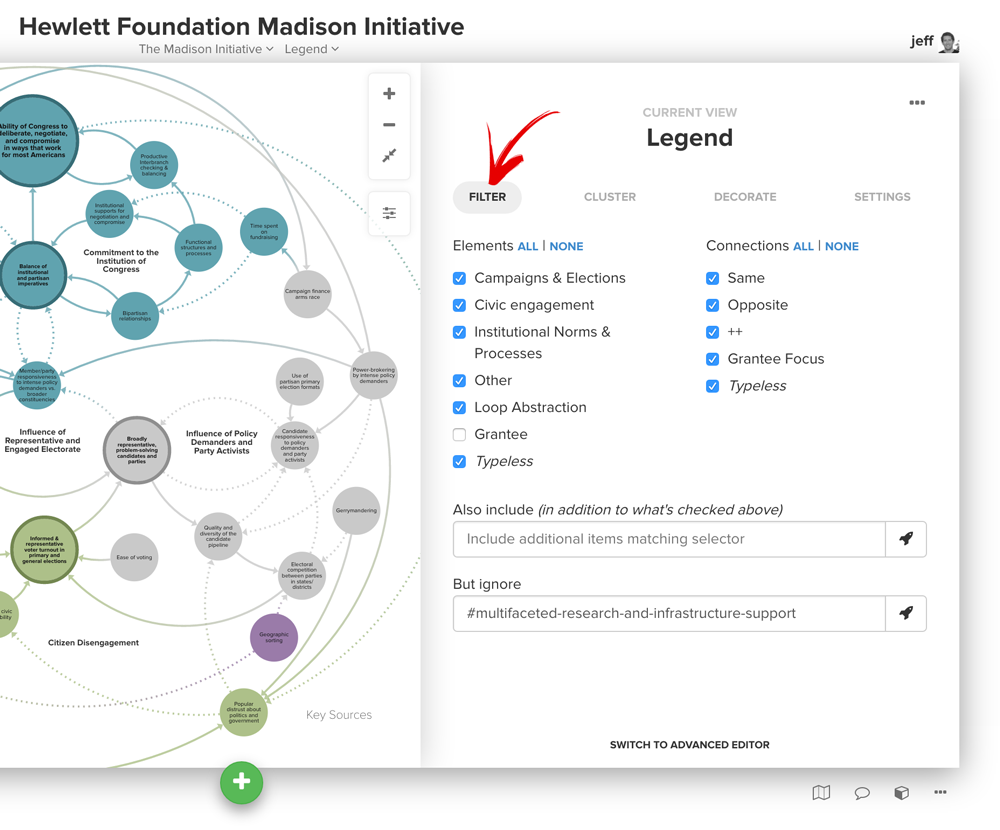 Hewlett Foundation Madison Initiative
The Madison Initiative Legend
jeff
Ability of Congress to
deliberate, negotiate,
and compromise
in ways that work
for most Americans
Productive
interbranch
checking &
balancing
Institutional
supports for
negotiation and
compromise
Time spent
on
fundraising
Functional
structures and
processes
Commitment to the
Institution of
Congress
Balance of
institutional
and partisan
imperatives
Campaign finance
arms race
Bipartisan
relationships
Member/party
responsiveness
to intense policy
demanders vs.
broader
constituencies
Use of
partisan primary
election formats
Power-brokering
by intense policy
demanders
Influence of
Representative and
Engaged Electorate
Broadly
representative,
problem-solving
candidates and
parties
Influence of Policy
Demanders and
Party Activists
Candidate
responsiveness
to policy
demanders
and party
activists
Gerrymandering
Quality and
diversity of the
candidate
pipeline
Informed &
representative
voter turnout in
primary and
general elections
Ease of voting
Electoral
competition
between parties
in states/
districts
civic
bility
Geographic
sorting
Citizen Disengagement
Popular
distrust about
politics and
government
Key Sources
CURRENT VIEW
Legend
FILTER CLUSTER DECORATE SETTINGS
Elements ALL | NONE
Campaigns & Elections
Civic engagement
Institutional Norms &
Processes
Other
Loop Abstraction
Grantee
Typeless
Connections ALL | NONE
Same
Opposite
++
Grantee Focus
Typeless
Also include (in addition to what's checked above)
Include additional items matching selector
But ignore
#multifaceted-research-and-infrastructure-support
SWITCH TO ADVANCED EDITOR